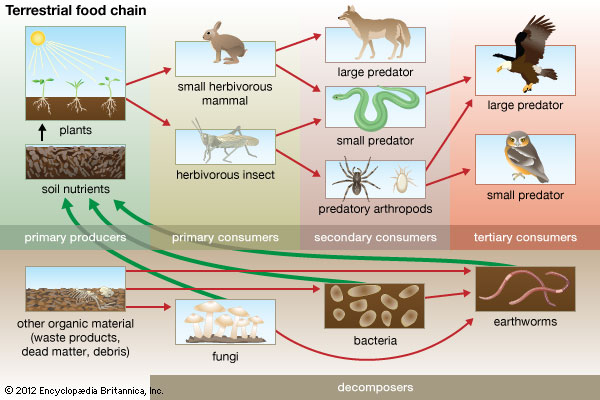 Terrestrial food chain
plants
soil nutrients
primary producers
small herbivorous
mammal
herbivorous insect
primary consumers
large predator
small predator
predatory arthropods
secondary consumers
large predator
small predator
tertiary consumers
other organic material
(waste products,
dead matter, debris)
fungi
bacteria
earthworms
decomposers
© 2012 Encyclopædia Britannica, Inc.